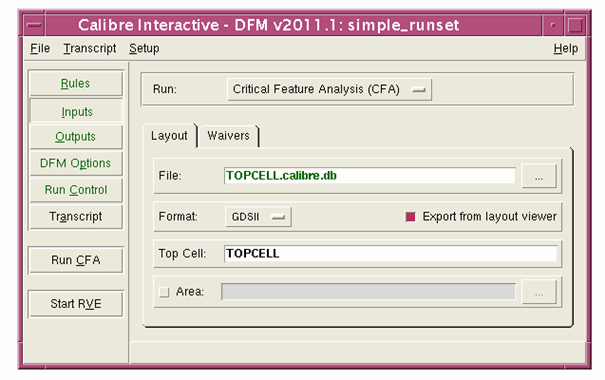 Calibre Interactive - DFM v2011.1: simple_runset
File Transcript Setup Help
Rules
Inputs
Outputs
DFM Options
Run Control
Transcript
Run CFA
Start RVE
Run: Critical Feature Analysis (CFA)
Layout Waivers
File: TOPCELL.calibre.db ...
Format: GDSII Export from layout viewer
Top Cell: TOPCELL
Area: ...